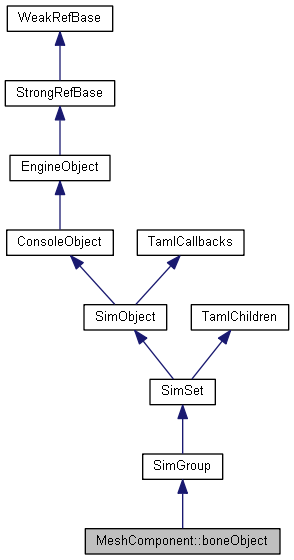 WeakRefBase
StrongRefBase
EngineObject
ConsoleObject
TamlCallbacks
SimObject
TamlChildren
SimSet
SimGroup
MeshComponent::boneObject